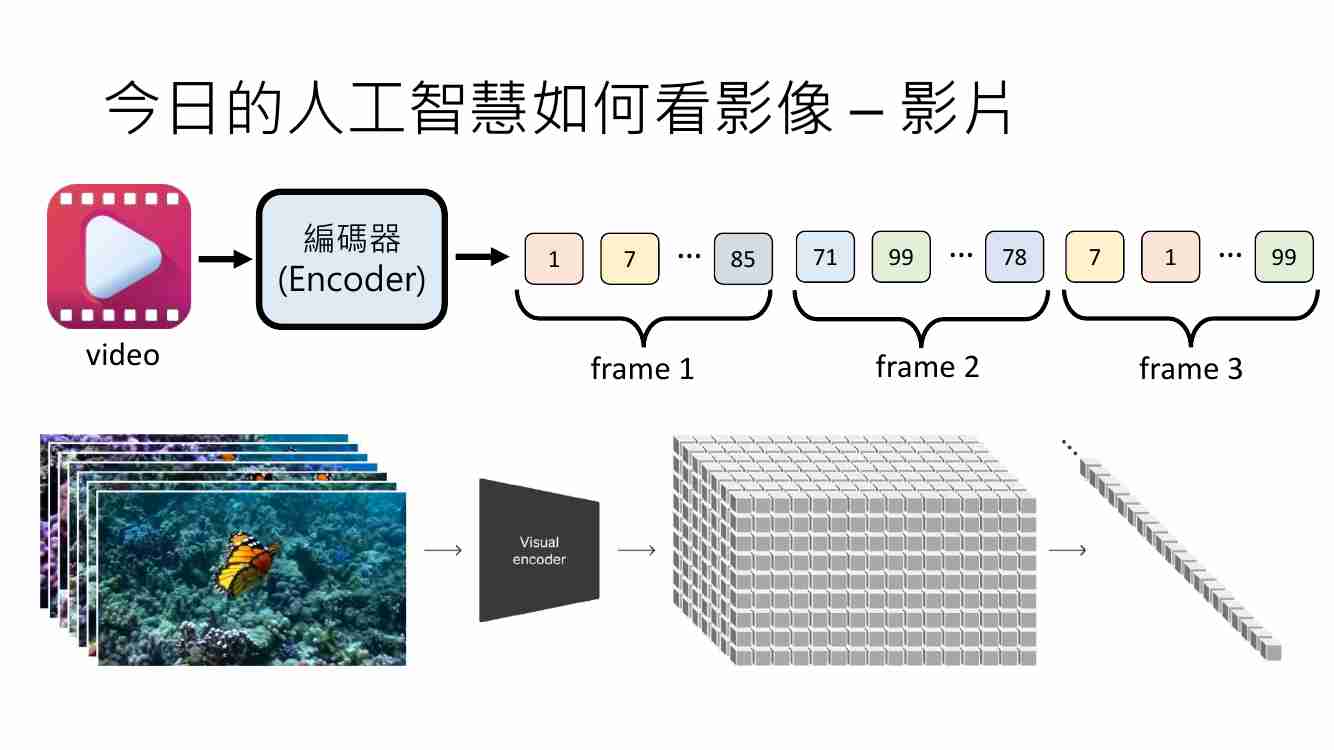 今日的人工智慧如何看影像 – 影片
編碼器
(Encoder)
1 7 … 85 71 99 … 78 7 1 … 99
video
frame 1 frame 2 frame 3
Visual
encoder